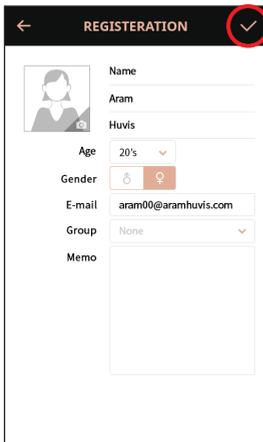 REGISTERATION
Name
Aram
Huvis
Age 20's
Gender
E-mail aram00@aramhuvis.com
Group None
Memo